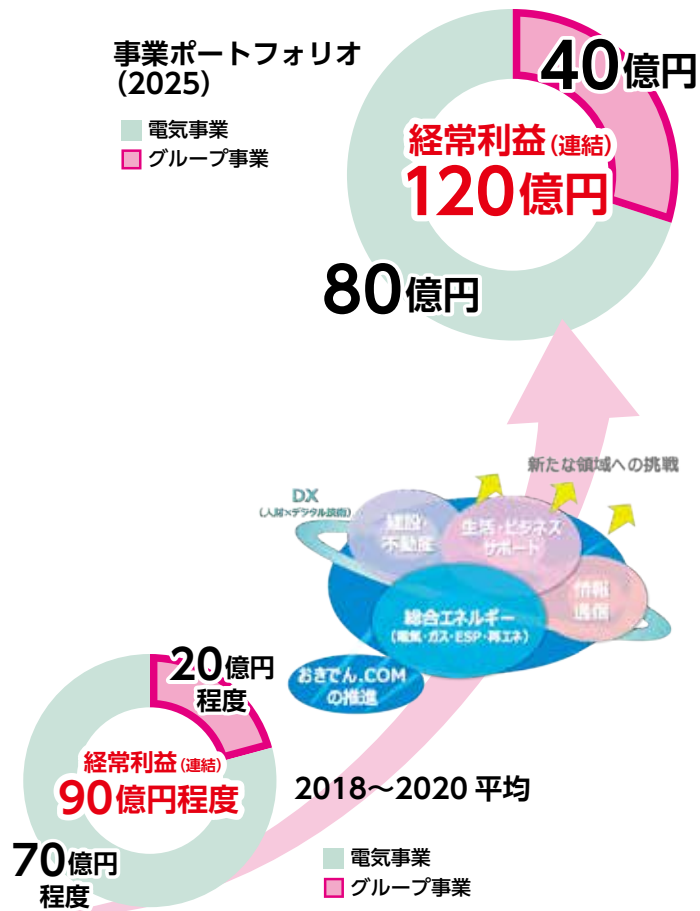 事業ポートフォリオ
(2025)
電気事業
グループ事業
40億円
経常利益(連結)
120億円
80億円
新たな領域への挑戦
DX
(人財×デジタル技術)
建設・
不動産
生活・ビジネス
サポート
情報
通信
総合エネルギー
(電気・ガス・ESP・再エネ)
おきでん.COM
の推進
20億円
程度
経常利益(連結)
90億円程度
2018～2020 平均
70億円
程度
電気事業
グループ事業